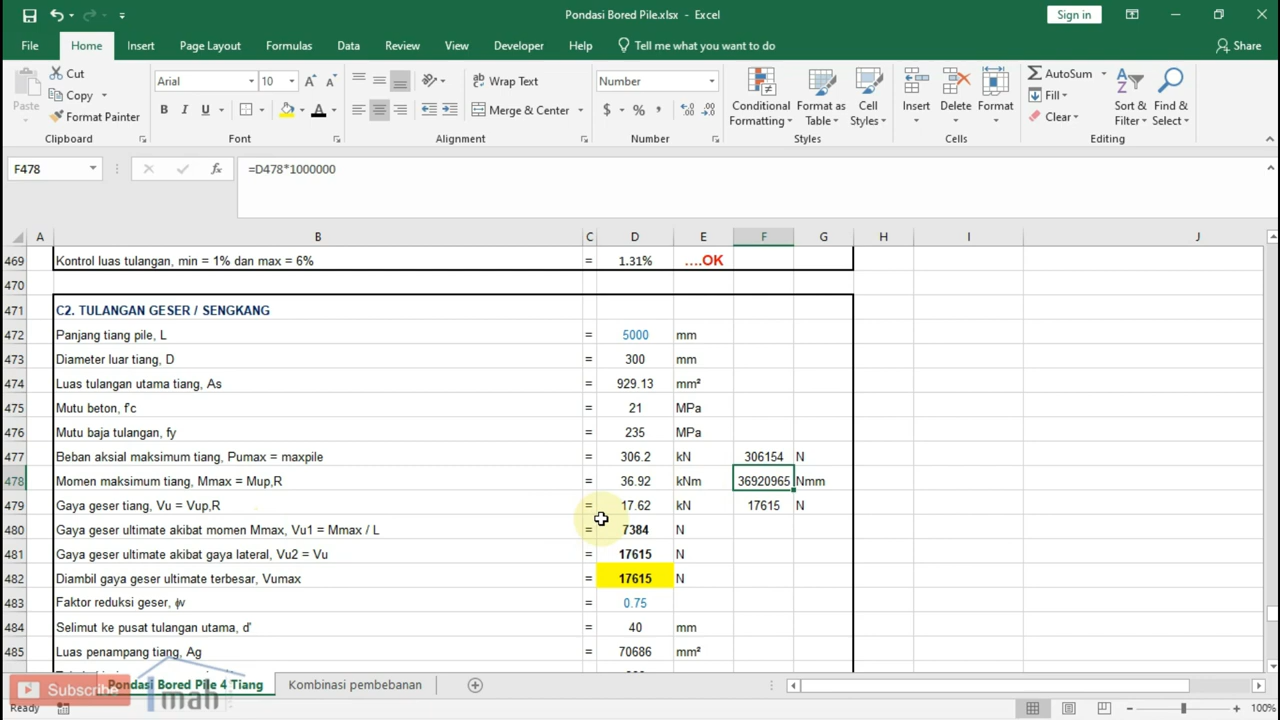 Pondasi Bored Pile.xlsx - Excel
Sign in
File Home Insert Page Layout Formulas Data Review View Developer Help Tell me what you want to do Share
Paste
Cut
Copy
Format Painter
Clipboard
Arial 10
B I U
Font
Wrap Text
Merge & Center
Alignment
Number
$ % ,
Number
Conditional Formatting
Format as Table
Cell Styles
Styles
Insert
Delete
Format
Cells
AutoSum
Fill
Clear
Sort & Filter
Find & Select
Editing
F478 fx =D478*1000000
A B C D E F G H I J
469 Kontrol luas tulangan, min = 1% dan max = 6% = 1.31% ....OK
470
471 C2. TULANGAN GESER / SENGKANG
472 Panjang tiang pile, L = 5000 mm
473 Diameter luar tiang, D = 300 mm
474 Luas tulangan utama tiang, As = 929.13 mm²
475 Mutu beton, f'c = 21 MPa
476 Mutu baja tulangan, fy = 235 MPa
477 Beban aksial maksimum tiang, Pumax = maxpile = 306.2 kN 306154 N
478 Momen maksimum tiang, Mmax = Mup,R = 36.92 kNm 36920965 Nmm
479 Gaya geser tiang, Vu = Vup,R = 17.62 kN 17615 N
480 Gaya geser ultimate akibat momen Mmax, Vu1 = Mmax / L = 7384 N
481 Gaya geser ultimate akibat gaya lateral, Vu2 = Vu = 17615 N
482 Diambil gaya geser ultimate terbesar, Vumax = 17615 N
483 Faktor reduksi geser, ϕv = 0.75
484 Selimut ke pusat tulangan utama, d' = 40 mm
485 Luas penampang tiang, Ag = 70686 mm²
Subscribe
Imah
Pondasi Bored Pile 4 Tiang Kombinasi pembebanan
Ready 100%